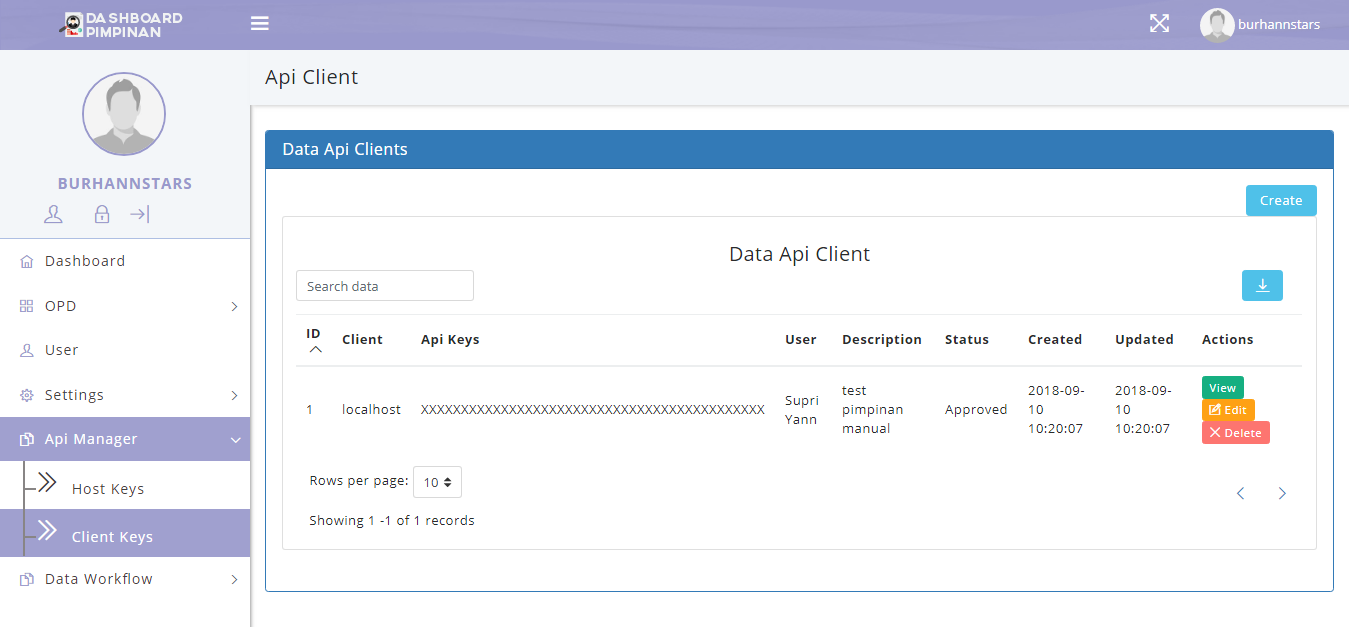 DASHBOARD
PIMPINAN
burhannstars
BURHANNSTARS
Dashboard
OPD
User
Settings
Api Manager
Host Keys
Client Keys
Data Workflow
Api Client
Data Api Clients
Create
Data Api Client
Search data
ID Client Api Keys User Description Status Created Updated Actions
1 localhost XXXXXXXXXXXXXXXXXXXXXXXXXXXXXXXXXXXXXXXXXXX Supri Yann test pimpinan manual Approved 2018-09-10 10:20:07 2018-09-10 10:20:07 View Edit Delete
Rows per page: 10
Showing 1 -1 of 1 records